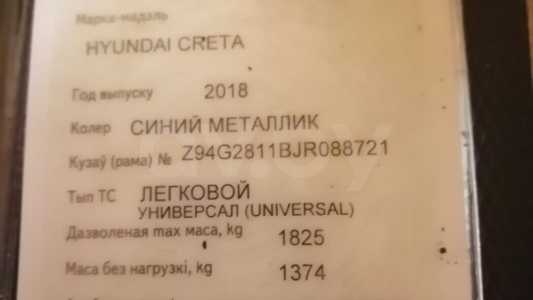 Марка-мадэль
HYUNDAI CRETA
Год выпуску 2018
Колер СИНИЙ МЕТАЛЛИК
Кузаў (рама) № Z94G2811BJR088721
Тып ТС ЛЕГКОВОЙ
УНИВЕРСАЛ (UNIVERSAL)
Дазволеная max маса, kg 1825
Маса без нагрузкі, kg 1374